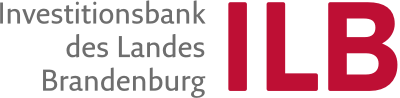 Investitionsbank
des Landes
Brandenburg
ILB